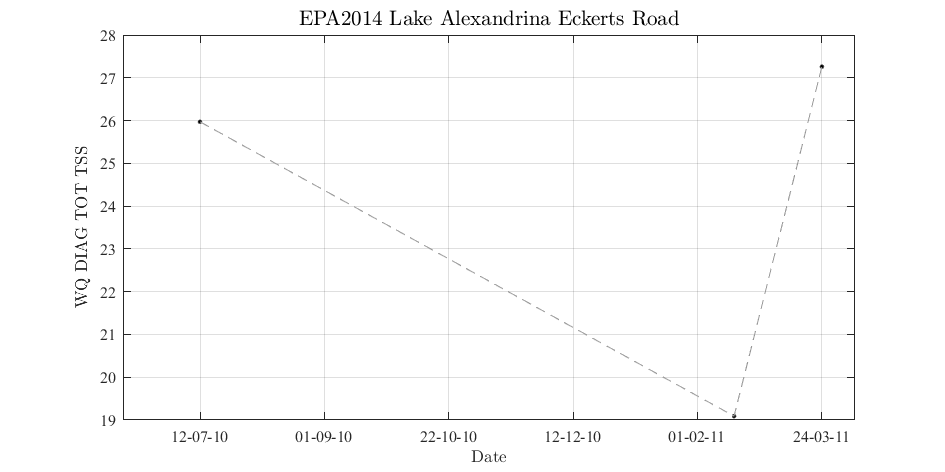 EPA2014 Lake Alexandrina Eckerts Road
28
27
26
25
24
23
22
21
20
19
WQ DIAG TOT TSS
12-07-10 01-09-10 22-10-10 12-12-10 01-02-11 24-03-11
Date